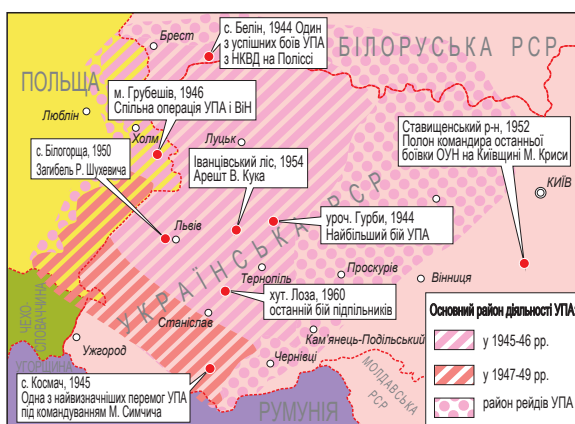 с. Белін, 1944 Один
з успішних боїв УПА
з НКВД на Поліссі
Брест
БІЛОРУСЬКА РСР
ПОЛЬЩА
м. Грубешів, 1946
Спільна операція УПА і ВіН
Люблін
Холм
Луцьк
с. Білогорща, 1950
Загибель Р. Шухевича
Іванцівський ліс, 1954
Арешт В. Кука
Ставищенський р-н, 1952
Полон командира останньої
боївки ОУН на Київщині М. Криси
КИЇВ
Львів
уроч. Гурби, 1944
Найбільший бій УПА
УКРАЇНСЬКА РСР
Тернопіль
Проскурів
Вінниця
хут. Лоза, 1960
останній бій підпільників
ЧЕХО-
СЛОВАЧЧИНА
Станіслав
Ужгород
Кам'янець-Подільський
Чернівці
УГОРЩИНА
МОЛДАВСЬКА
РСР
РУМУНІЯ
с. Космач, 1945
Одна з найвизначніших перемог УПА
під командуванням М. Симчича
Основний район діяльності УПА:
у 1945-46 рр.
у 1947-49 рр.
район рейдів УПА